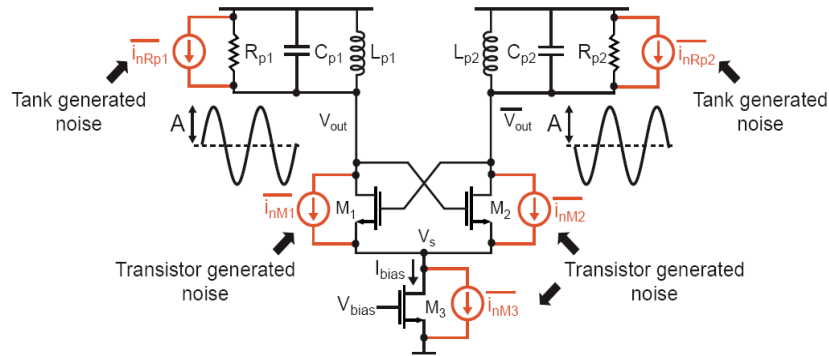 i̅nRp1
Rp1
Cp1
Lp1
Lp2
Cp2
Rp2
i̅nRp2
Tank generated
noise
Tank generated
noise
A
Vout
V̅out
A
i̅nM1
M1
M2
i̅nM2
Vs
Transistor generated
noise
Ibias
Transistor generated
noise
Vbias
M3
i̅nM3